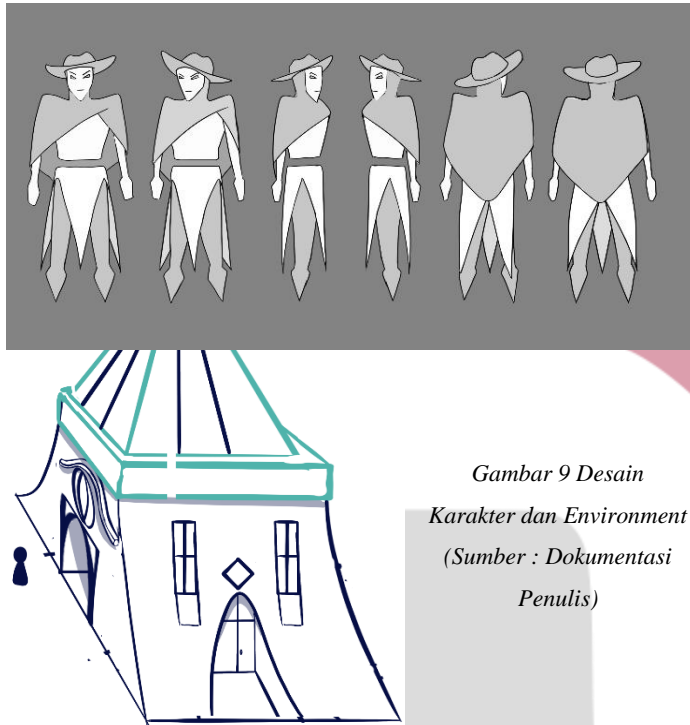 Gambar 9 Desain
Karakter dan Environment
(Sumber : Dokumentasi
Penulis)